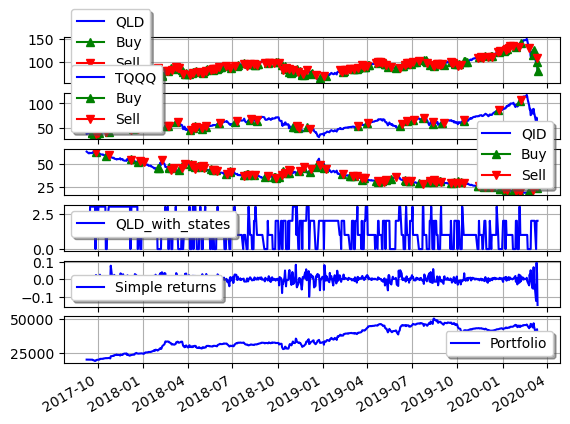 QLD
Buy
Sell
150
100
TQQQ
Buy
Sell
100
50
QID
Buy
Sell
50
25
QLD_with_states
2.5
0.0
Simple returns
0.1
0.0
−0.1
Portfolio
50000
25000
2017-10 2018-01 2018-04 2018-07 2018-10 2019-01 2019-04 2019-07 2019-10 2020-01 2020-04